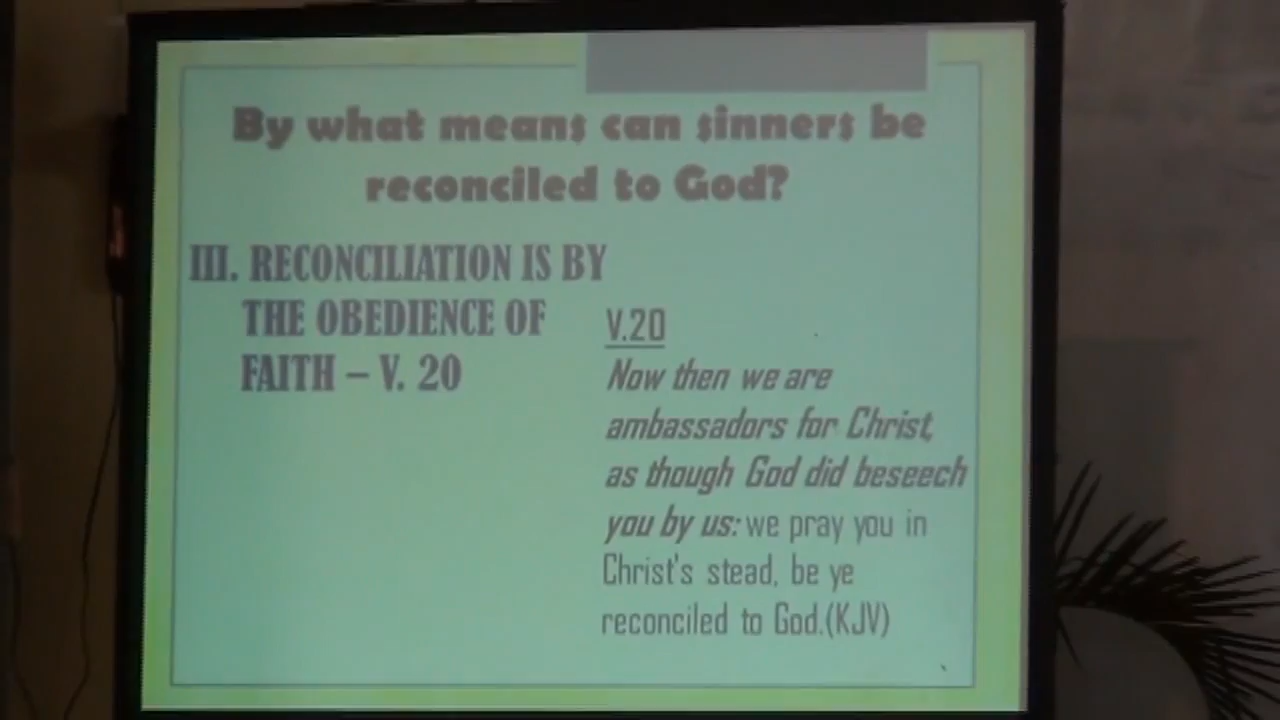 By what means can sinners be
reconciled to God?
III. RECONCILIATION IS BY
THE OBEDIENCE OF
FAITH – V. 20
V.20
Now then we are
ambassadors for Christ,
as though God did beseech
you by us: we pray you in
Christ's stead, be ye
reconciled to God.(KJV)